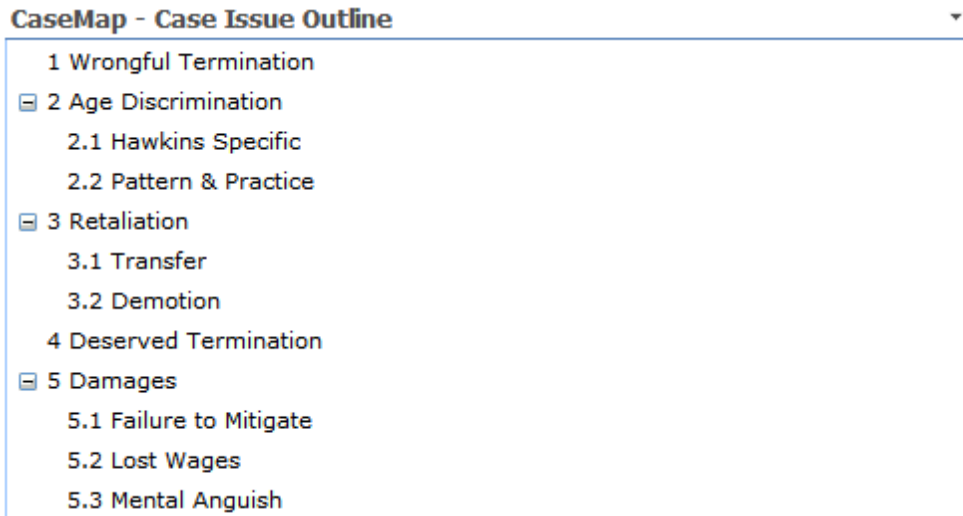 CaseMap - Case Issue Outline
1 Wrongful Termination
2 Age Discrimination
2.1 Hawkins Specific
2.2 Pattern & Practice
3 Retaliation
3.1 Transfer
3.2 Demotion
4 Deserved Termination
5 Damages
5.1 Failure to Mitigate
5.2 Lost Wages
5.3 Mental Anguish